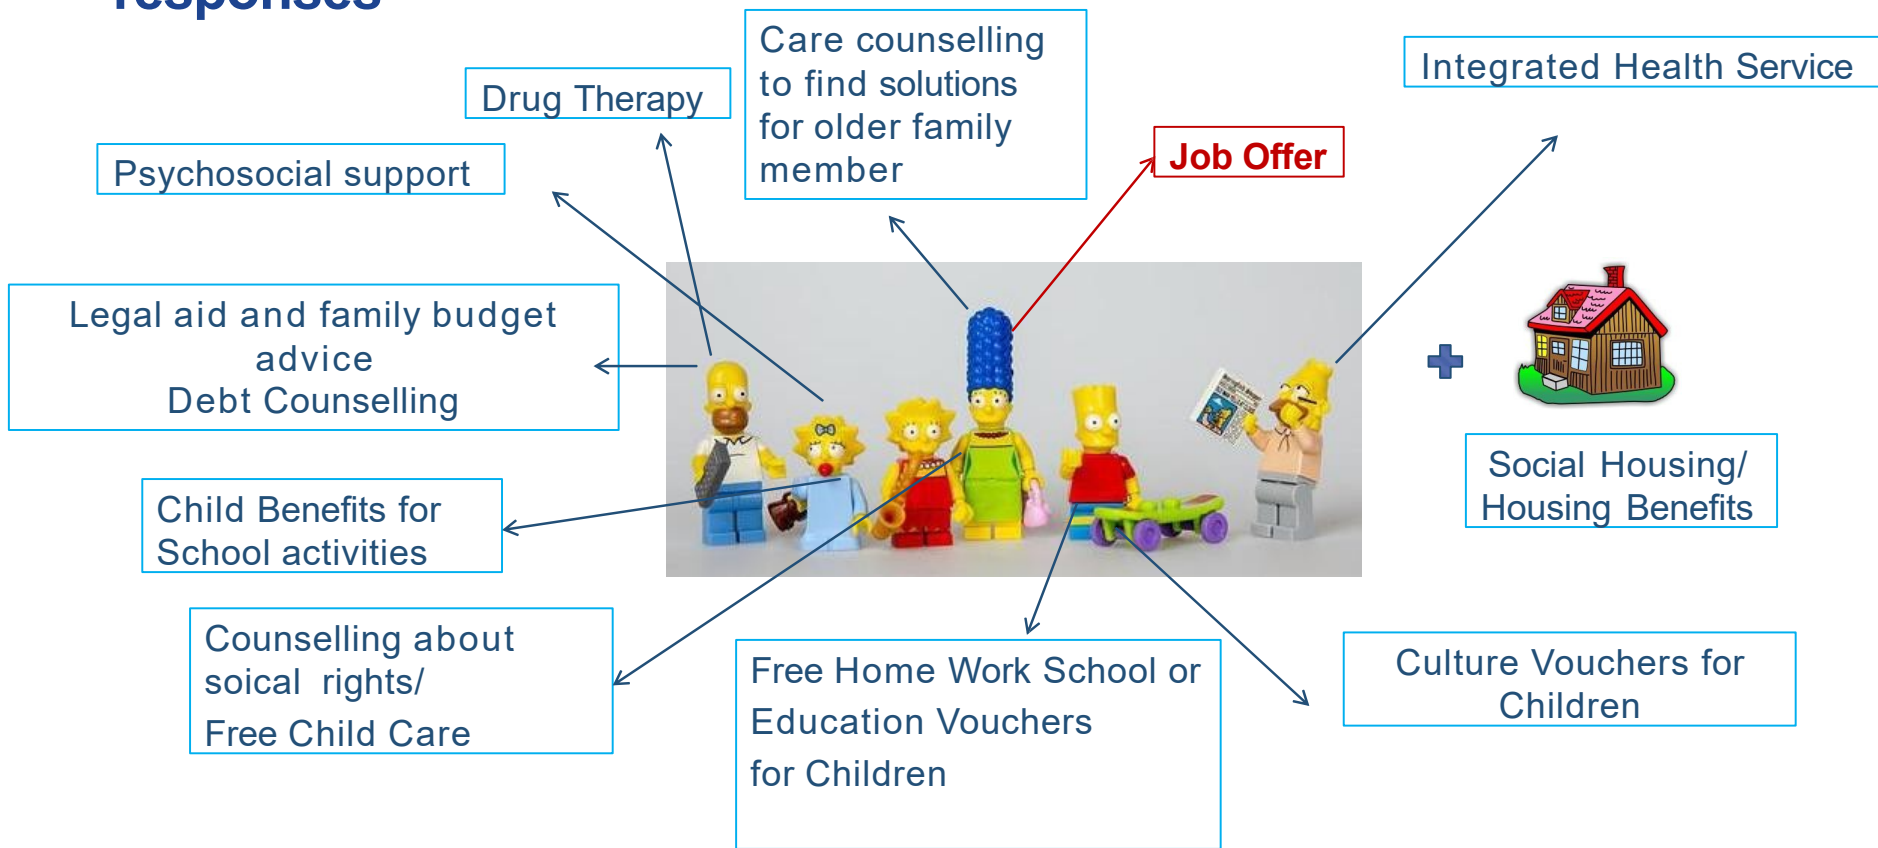 responses
Care counselling
to find solutions
for older family
member
Integrated Health Service
Drug Therapy
Job Offer
Psychosocial support
Legal aid and family budget
advice
Debt Counselling
Social Housing/
Housing Benefits
Child Benefits for
School activities
Counselling about
soical rights/
Free Child Care
Free Home Work School or
Education Vouchers
for Children
Culture Vouchers for
Children